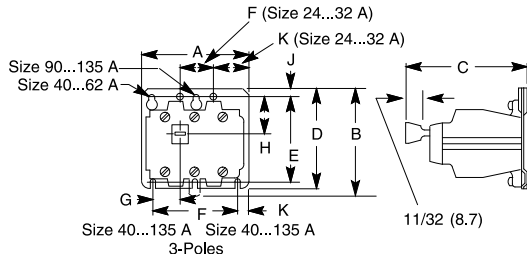 F (Size 24...32 A)
A
K (Size 24...32 A)
J
C
Size 90...135 A
Size 40...62 A
H
E
D
B
G
F
K
11/32 (8.7)
Size 40...135 A
Size 40...135 A
3-Poles